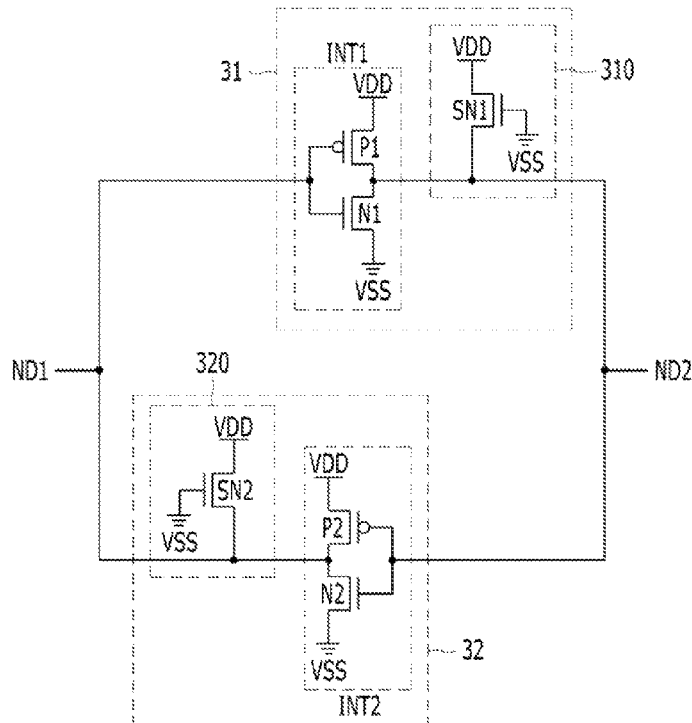 VDD
310
INT1
31
VDD
SN1
P1
VSS
N1
VSS
ND1
ND2
320
VDD
VDD
SN2
P2
VSS
N2
32
VSS
INT2